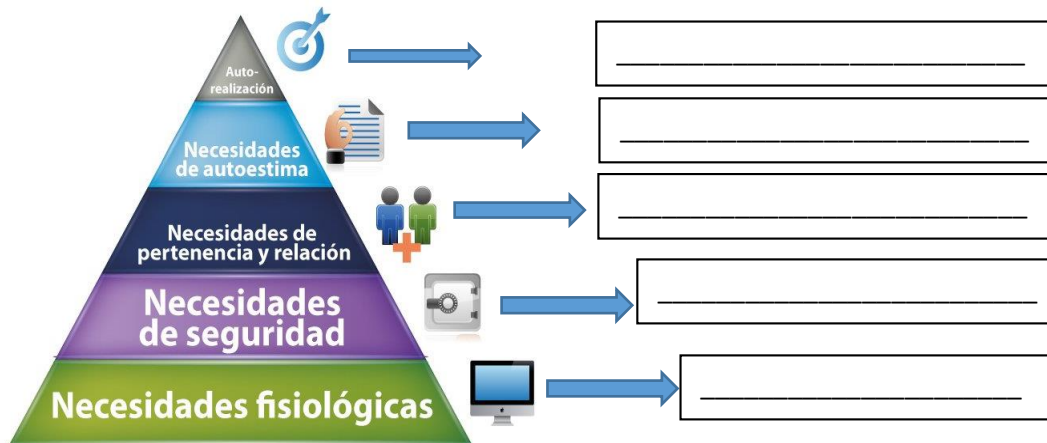 Auto-
realización
Necesidades
de autoestima
Necesidades de
pertenencia y relación
Necesidades
de seguridad
Necesidades fisiológicas